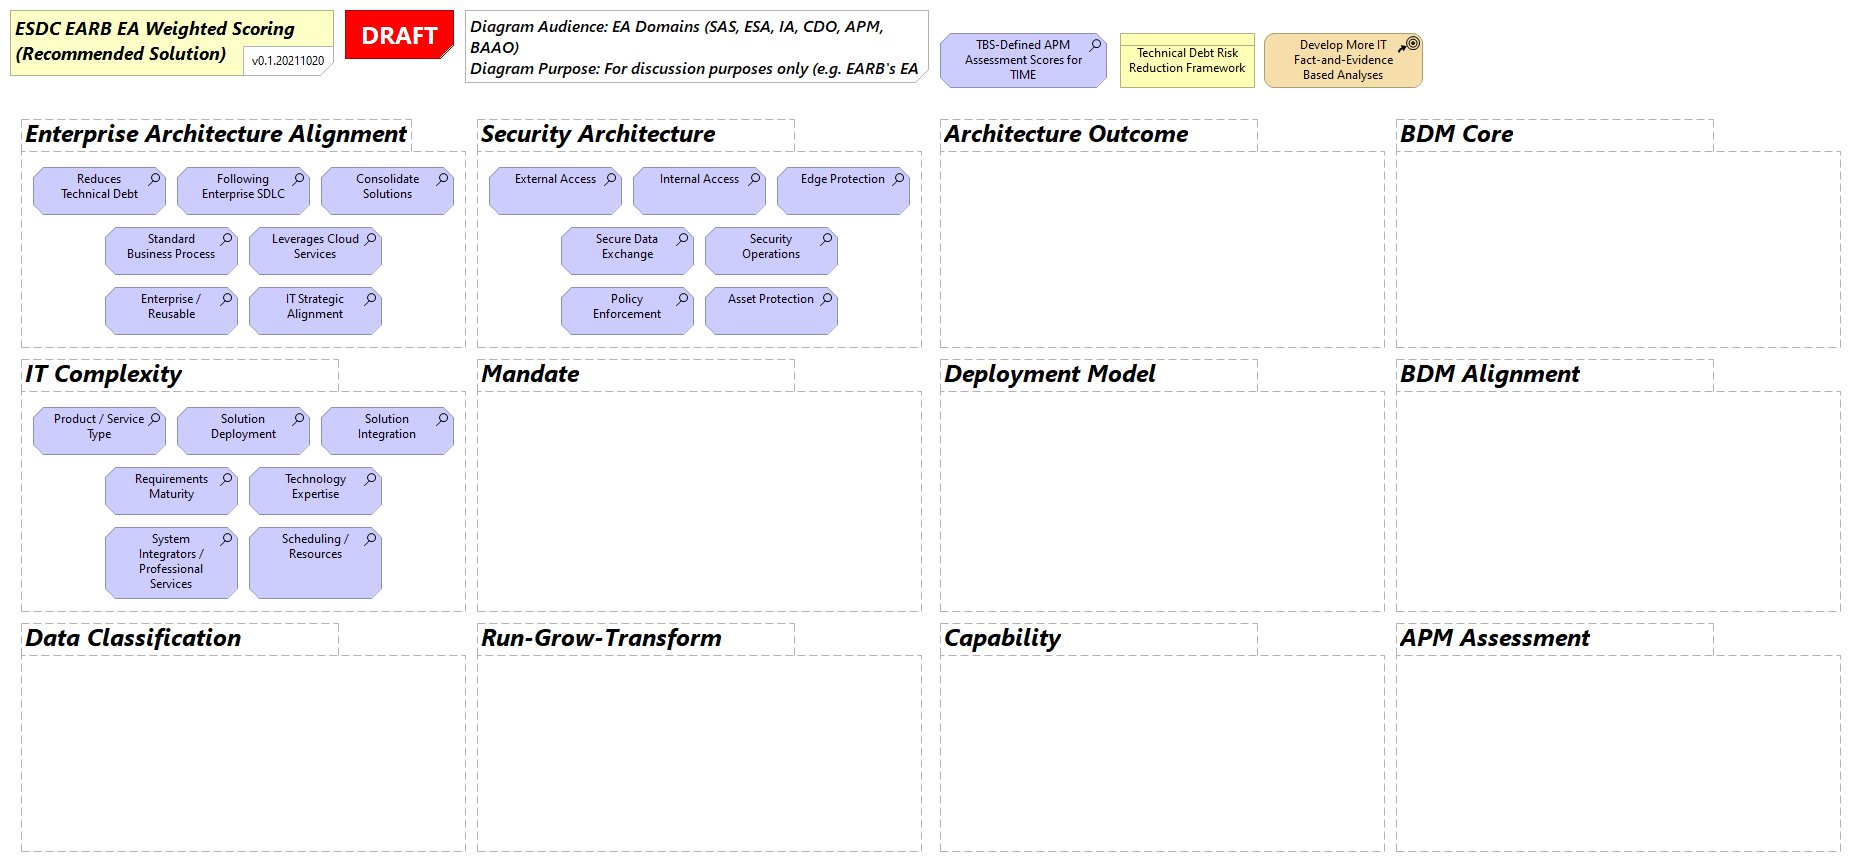 ESDC EARB EA Weighted Scoring
(Recommended Solution)
v0.1.20211020
DRAFT
Diagram Audience: EA Domains (SAS, ESA, IA, CDO, APM,
BAAO)
Diagram Purpose: For discussion purposes only (e.g. EARB's EA
TBS-Defined APM
Assessment Scores for
TIME
Technical Debt Risk
Reduction Framework
Develop More IT
Fact-and-Evidence
Based Analyses
Enterprise Architecture Alignment
Reduces
Technical Debt
Following
Enterprise SDLC
Consolidate
Solutions
Standard
Business Process
Leverages Cloud
Services
Enterprise /
Reusable
IT Strategic
Alignment
Security Architecture
External Access
Internal Access
Edge Protection
Secure Data
Exchange
Security
Operations
Policy
Enforcement
Asset Protection
Architecture Outcome
BDM Core
IT Complexity
Product / Service
Type
Solution
Deployment
Solution
Integration
Requirements
Maturity
Technology
Expertise
System
Integrators /
Professional
Services
Scheduling /
Resources
Mandate
Deployment Model
BDM Alignment
Data Classification
Run-Grow-Transform
Capability
APM Assessment